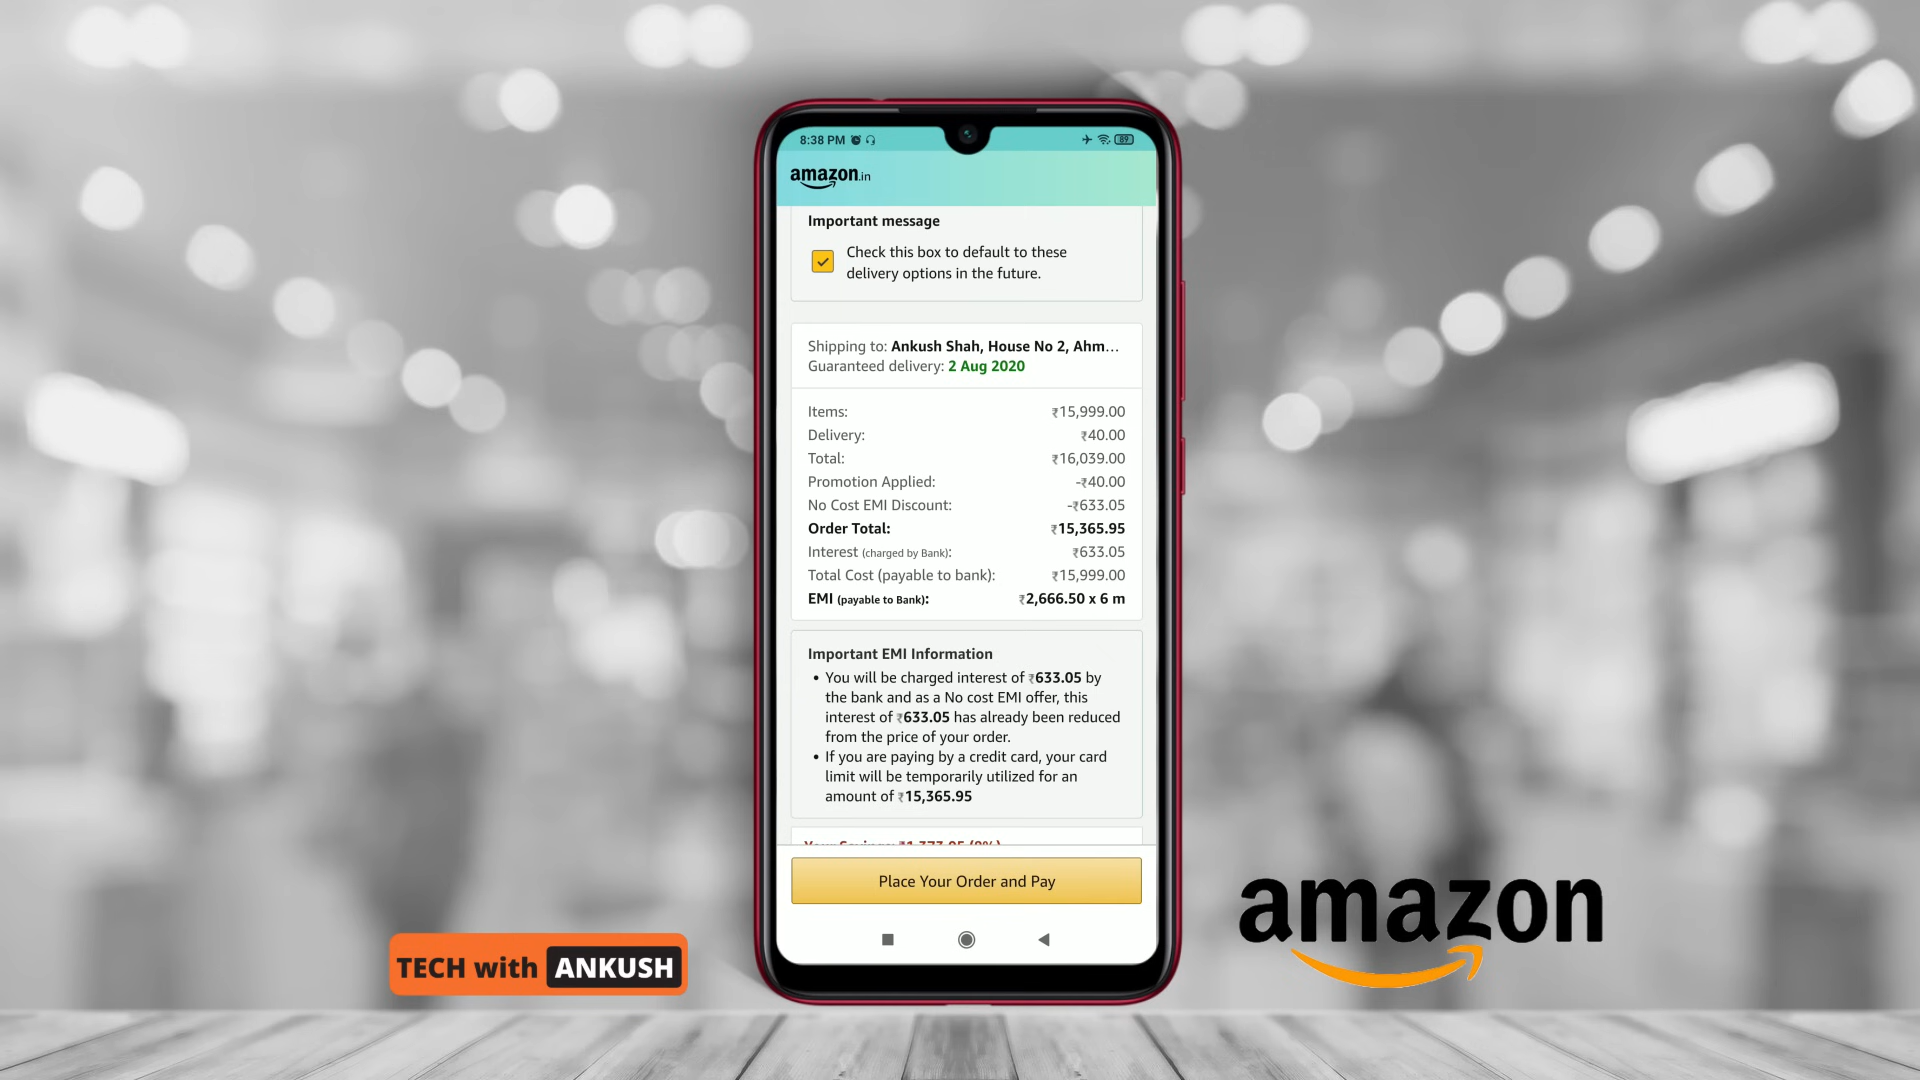 8:38 PM
89
amazon.in
Important message
Check this box to default to these
delivery options in the future.
Shipping to: Ankush Shah, House No 2, Ahm...
Guaranteed delivery: 2 Aug 2020
Items: ₹15,999.00
Delivery: ₹40.00
Total: ₹16,039.00
Promotion Applied: -₹40.00
No Cost EMI Discount: -₹633.05
Order Total: ₹15,365.95
Interest (charged by Bank): ₹633.05
Total Cost (payable to bank): ₹15,999.00
EMI (payable to Bank): ₹2,666.50 x 6 m
Important EMI Information
• You will be charged interest of ₹633.05 by
the bank and as a No cost EMI offer, this
interest of ₹633.05 has already been reduced
from the price of your order.
• If you are paying by a credit card, your card
limit will be temporarily utilized for an
amount of ₹15,365.95
Your Savings: ₹1,373.05 (8%)
Place Your Order and Pay
TECH with ANKUSH
amazon